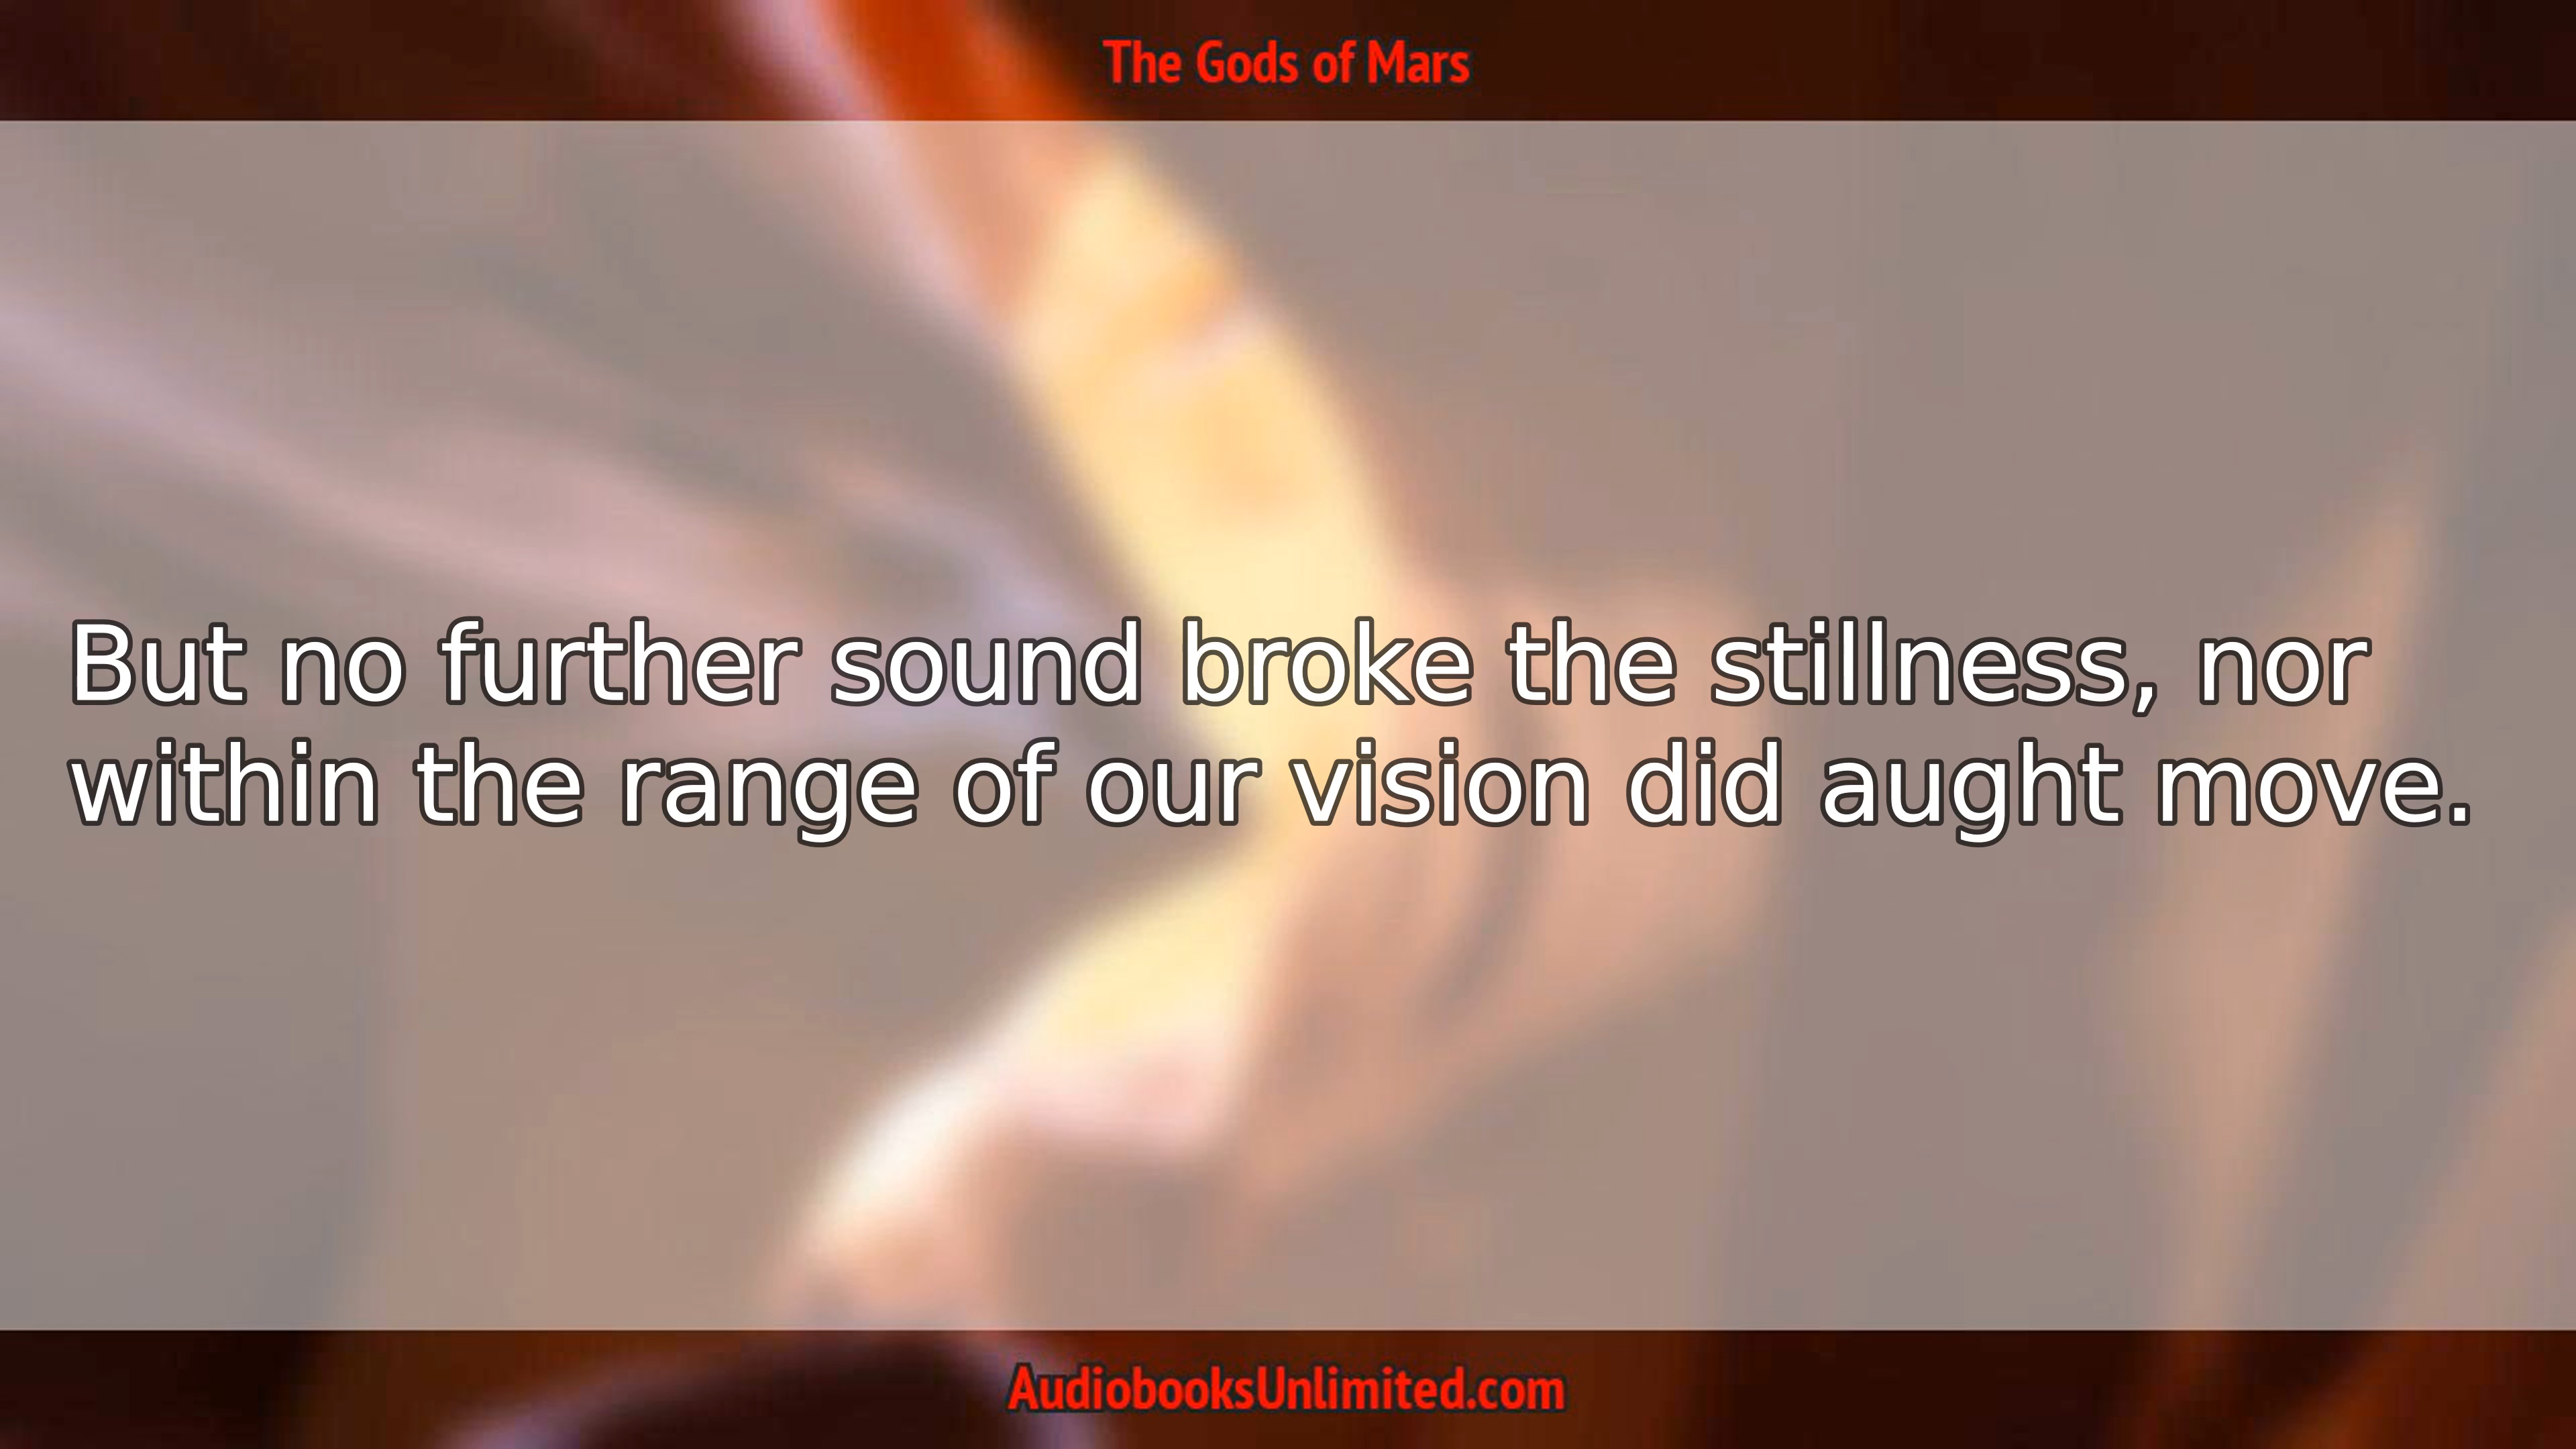 The Gods of Mars
But no further sound broke the stillness, nor
within the range of our vision did aught move.
AudiobooksUnlimited.com